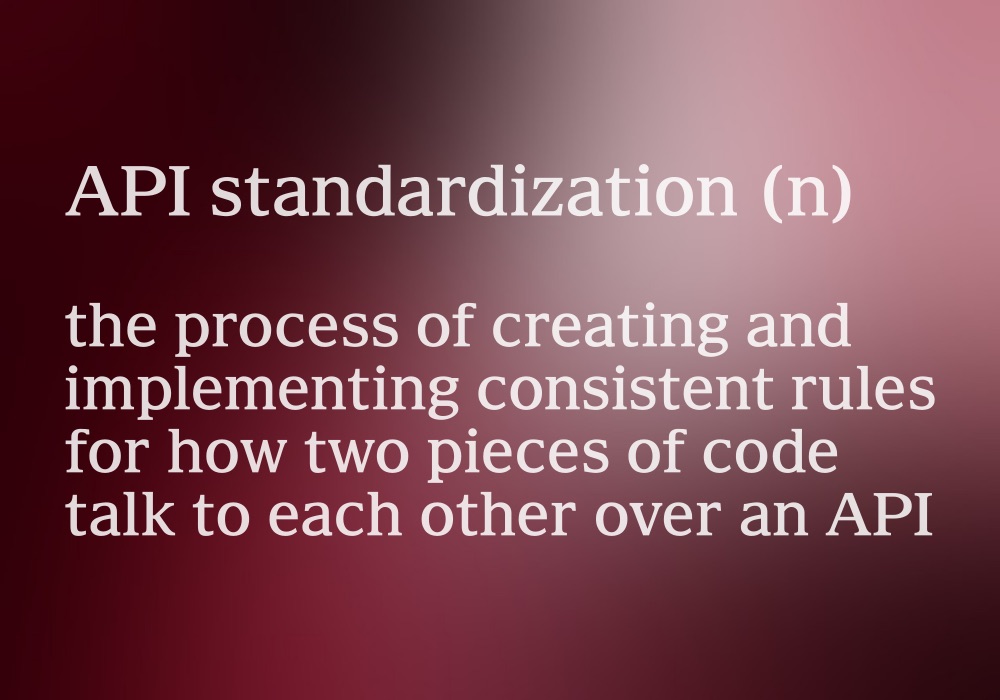 API standardization (n)
the process of creating and
implementing consistent rules
for how two pieces of code
talk to each other over an API